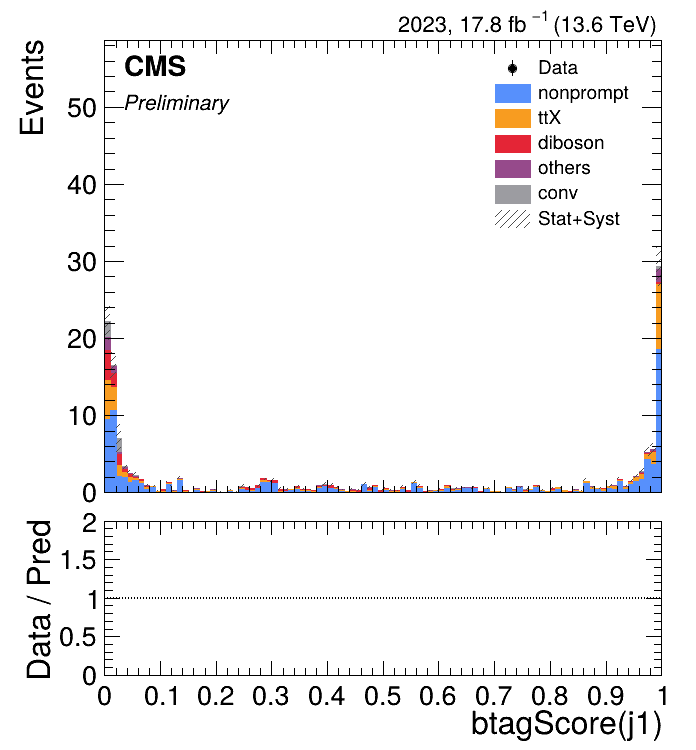 2023, 17.8 fb⁻¹ (13.6 TeV)
CMS
Preliminary
Data
nonprompt
ttX
diboson
others
conv
Stat+Syst
Events
50
40
30
20
10
0
Data / Pred
2
1.5
1
0.5
0
0 0.1 0.2 0.3 0.4 0.5 0.6 0.7 0.8 0.9 1
btagScore(j1)